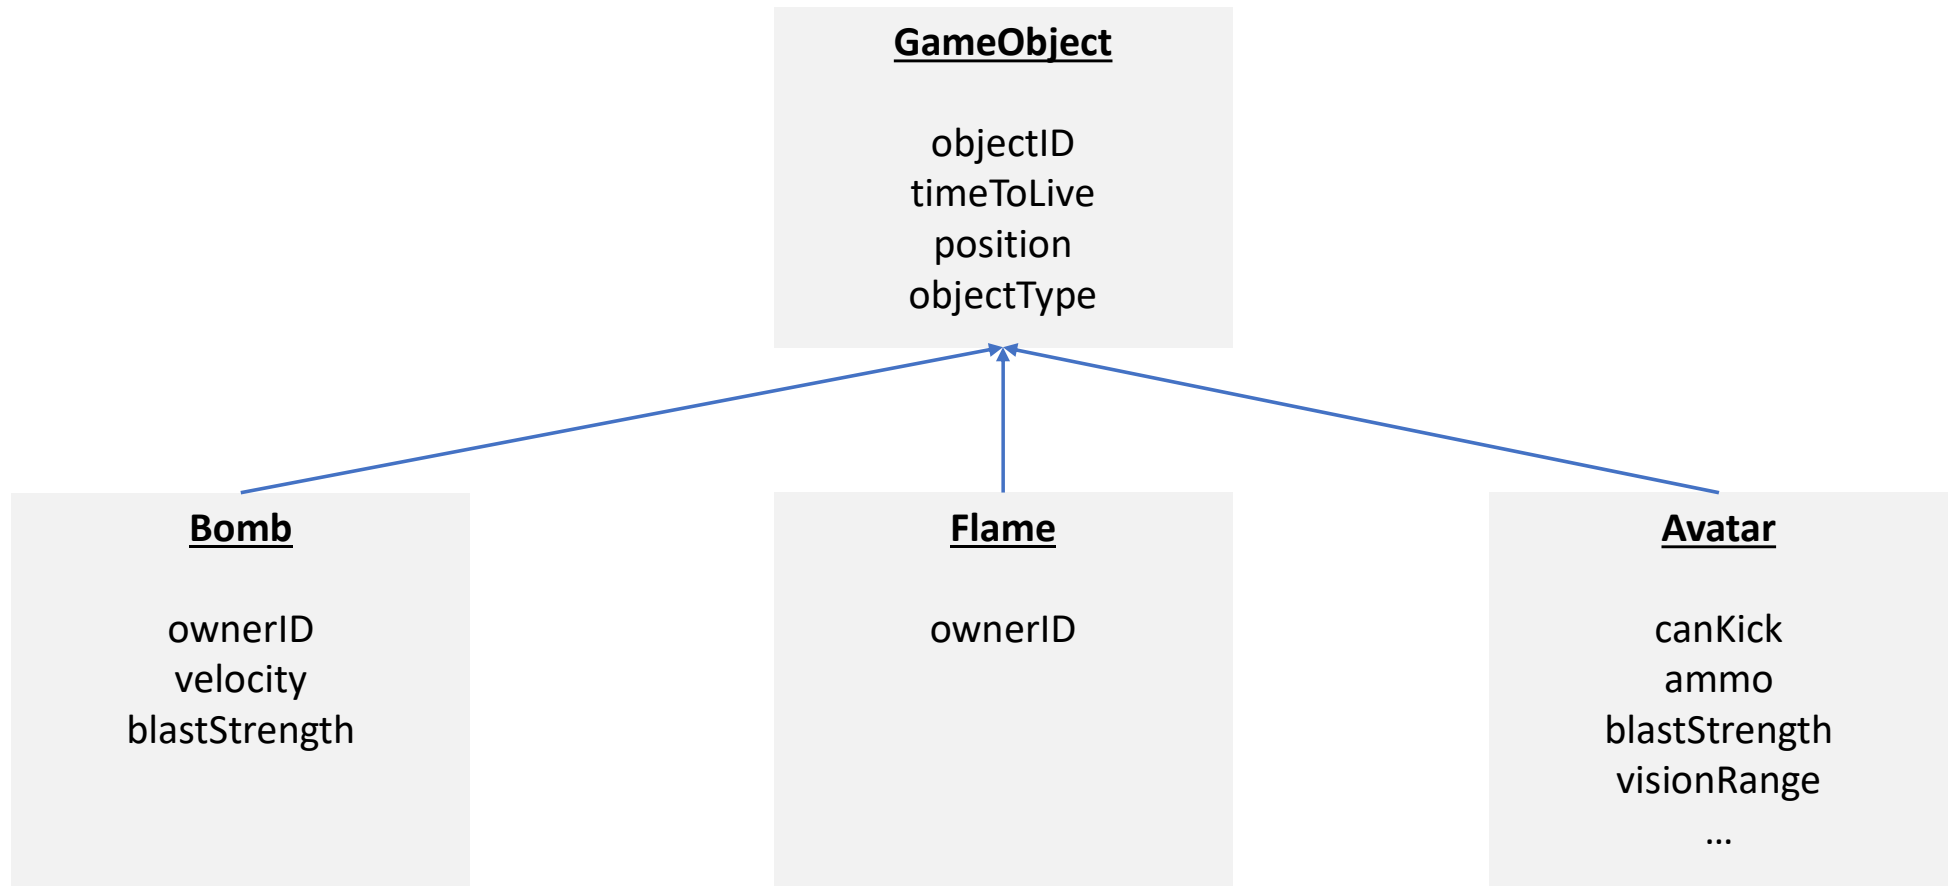 GameObject
objectID
timeToLive
position
objectType
Bomb
ownerID
velocity
blastStrength
Flame
ownerID
Avatar
canKick
ammo
blastStrength
visionRange
...